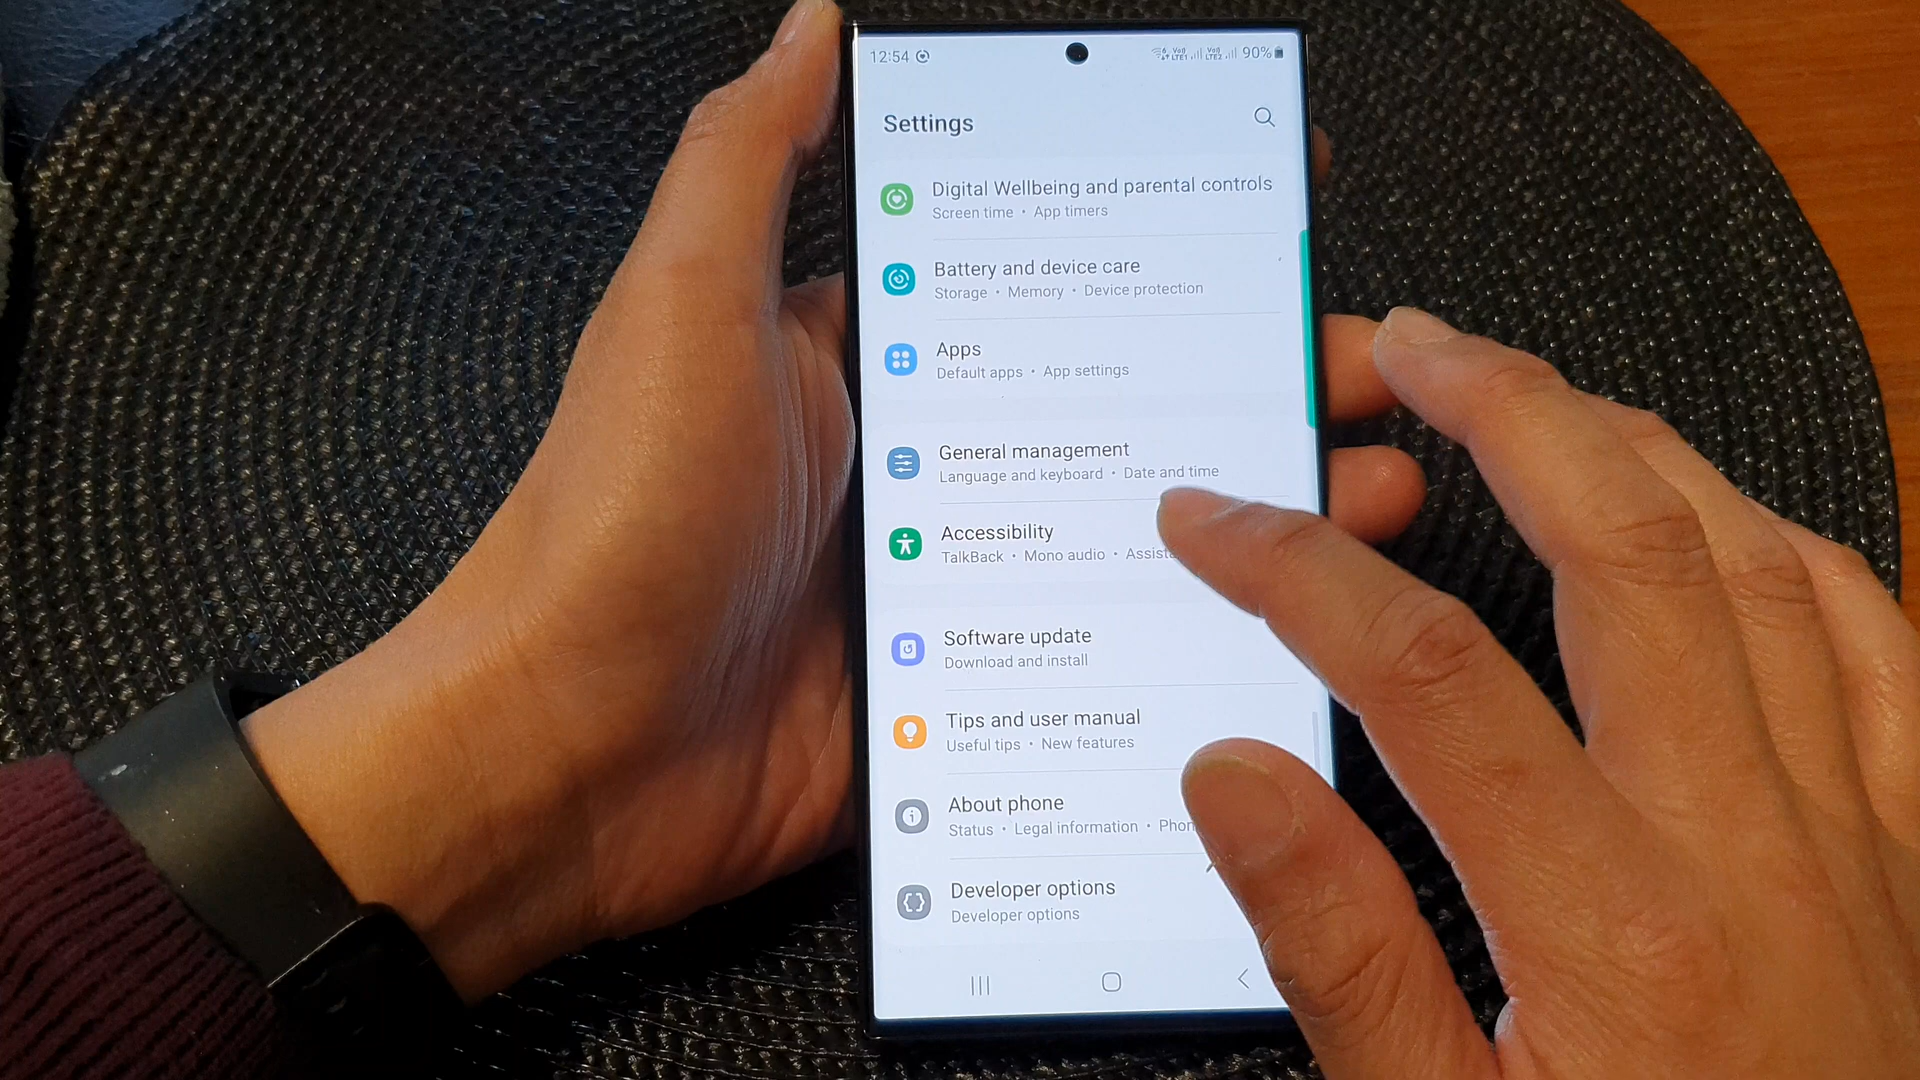 12:54 90%
Settings
Digital Wellbeing and parental controls
Screen time • App timers
Battery and device care
Storage • Memory • Device protection
Apps
Default apps • App settings
General management
Language and keyboard • Date and time
Accessibility
TalkBack • Mono audio • Assist
Software update
Download and install
Tips and user manual
Useful tips • New features
About phone
Status • Legal information • Phon
Developer options
Developer options